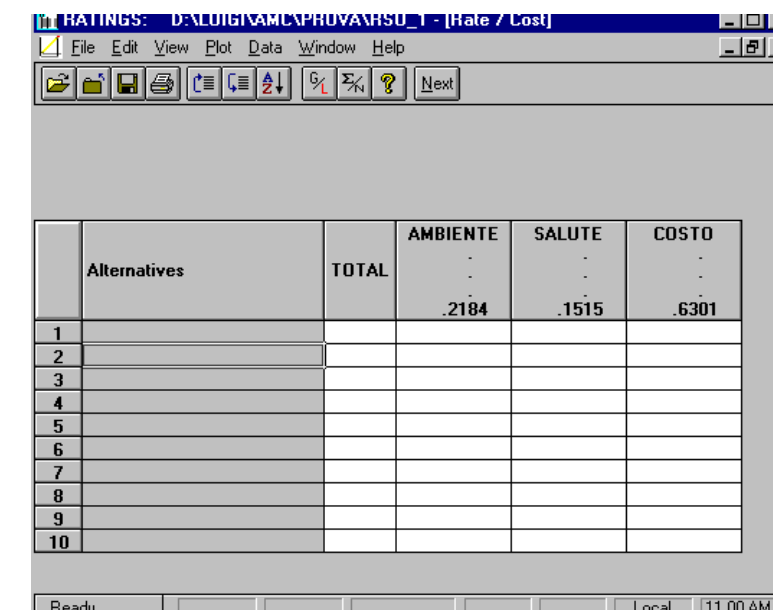 RATINGS: D:\LUIGI\AMC\PROVA\RSU_1 - [Rate / Cost]
File Edit View Plot Data Window Help
Next
Alternatives TOTAL AMBIENTE SALUTE COSTO
.2184 .1515 .6301
1
2
3
4
5
6
7
8
9
10
Ready Local 11.00 AM